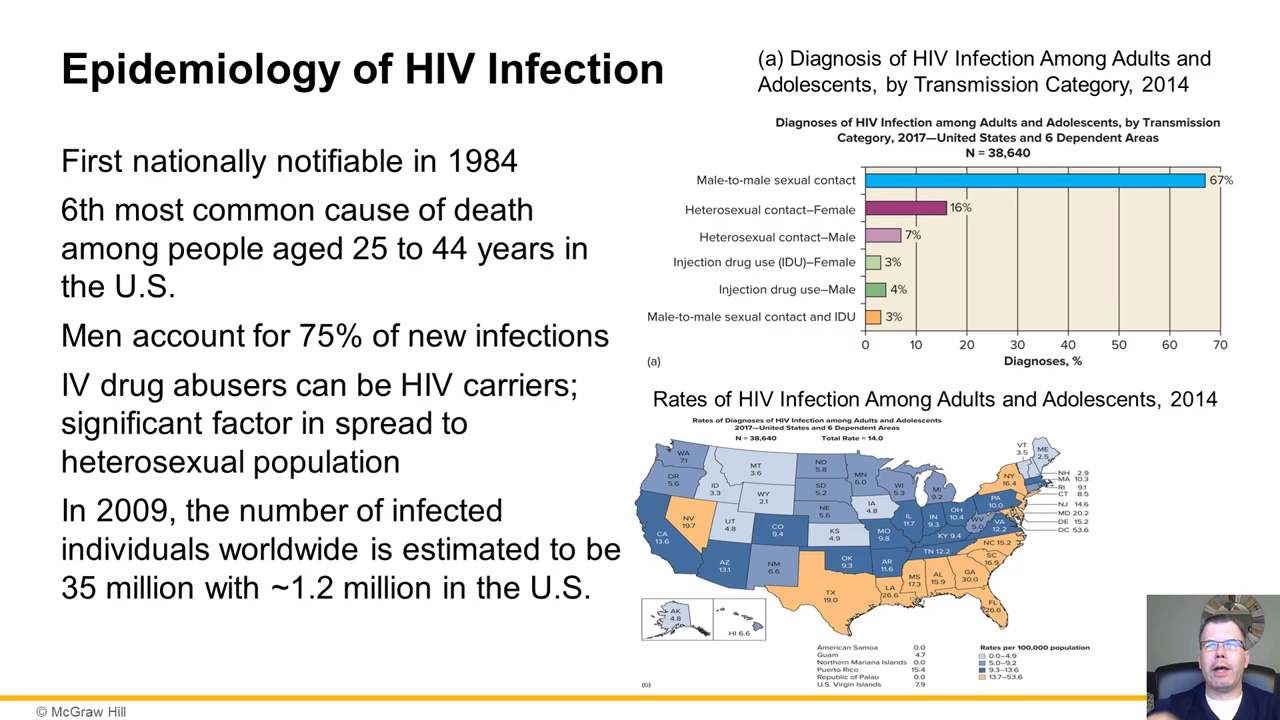 Epidemiology of HIV Infection
First nationally notifiable in 1984
6th most common cause of death
among people aged 25 to 44 years in
the U.S.
Men account for 75% of new infections
IV drug abusers can be HIV carriers;
significant factor in spread to
heterosexual population
In 2009, the number of infected
individuals worldwide is estimated to be
35 million with ~1.2 million in the U.S.
(a) Diagnosis of HIV Infection Among Adults and
Adolescents, by Transmission Category, 2014
Diagnoses of HIV Infection among Adults and Adolescents, by Transmission
Category, 2017—United States and 6 Dependent Areas
N = 38,640
Male-to-male sexual contact 67%
Heterosexual contact–Female 16%
Heterosexual contact–Male 7%
Injection drug use (IDU)–Female 3%
Injection drug use–Male 4%
Male-to-male sexual contact and IDU 3%
0 10 20 30 40 50 60 70
Diagnoses, %
(a)
Rates of HIV Infection Among Adults and Adolescents, 2014
Rates of Diagnoses of HIV Infection among Adults and Adolescents
2017—United States and 6 Dependent Areas
N = 38,640 Total Rate = 14.0
WA
7.1
OR
5.6
CA
13.6
NV
19.7
ID
3.3
MT
3.6
WY
2.1
UT
4.8
AZ
13.1
CO
9.4
NM
6.6
ND
5.8
SD
5.2
NE
5.6
KS
4.9
OK
9.3
TX
19.0
MN
6.0
IA
4.8
MO
9.8
AR
11.6
LA
26.6
WI
5.3
IL
11.7
MI
9.2
IN
9.3
OH
10.4
KY 9.4
TN 12.2
MS
17.3
AL
15.9
GA
30.0
FL
26.6
SC
16.9
NC 15.2
VA
12.2
WV
5.0
PA
10.0
NY
16.4
VT
3.5
ME
2.5
NH 2.9
MA 10.3
RI 9.1
CT 8.5
NJ 14.6
MD 20.2
DE 15.2
DC 53.6
AK
4.8
HI 6.6
American Samoa 0.0
Guam 4.7
Northern Mariana Islands 0.0
Puerto Rico 15.4
Republic of Palau 0.0
U.S. Virgin Islands 7.9
Rates per 100,000 population
0.0–4.9
5.0–9.2
9.3–13.6
13.7–53.6
(b)
© McGraw Hill